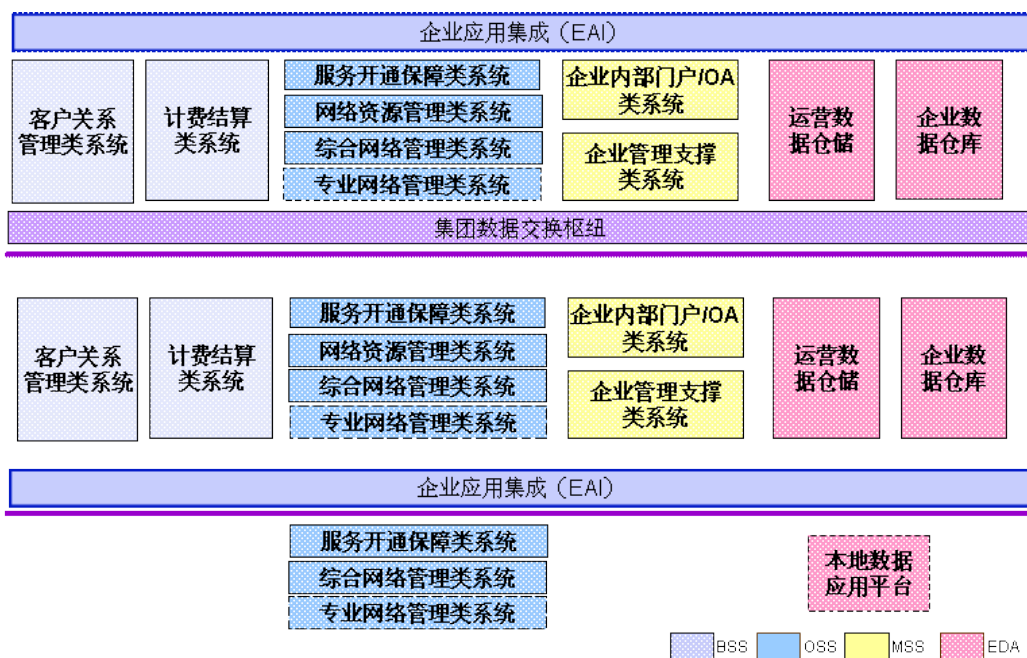 企业应用集成（EAI）
客户关系
管理类系统
计费结算
类系统
服务开通保障类系统
网络资源管理类系统
综合网络管理类系统
专业网络管理类系统
企业内部门户/OA
类系统
企业管理支撑
类系统
运营数
据仓储
企业数
据仓库
集团数据交换枢纽
客户关系
管理类系统
计费结算
类系统
服务开通保障类系统
网络资源管理类系统
综合网络管理类系统
专业网络管理类系统
企业内部门户/OA
类系统
企业管理支撑
类系统
运营数
据仓储
企业数
据仓库
企业应用集成（EAI）
服务开通保障类系统
综合网络管理类系统
专业网络管理类系统
本地数据
应用平台
BSS
OSS
MSS
EDA